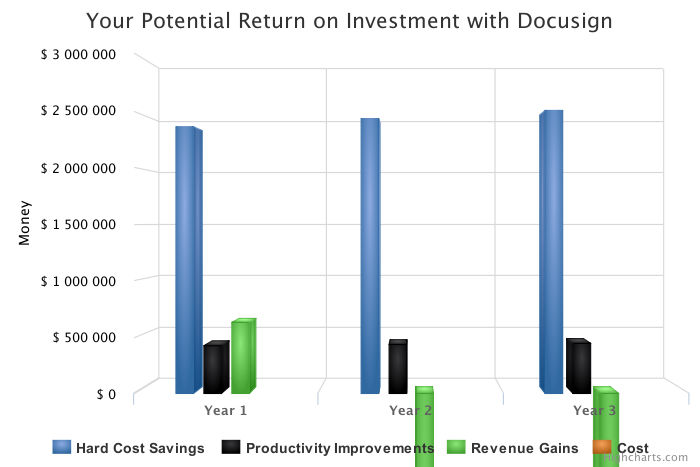 Your Potential Return on Investment with Docusign
$ 3 000 000
$ 2 500 000
$ 2 000 000
$ 1 500 000
$ 1 000 000
$ 500 000
$ 0
Money
Year 1 Year 2 Year 3
Hard Cost Savings Productivity Improvements Revenue Gains Cost